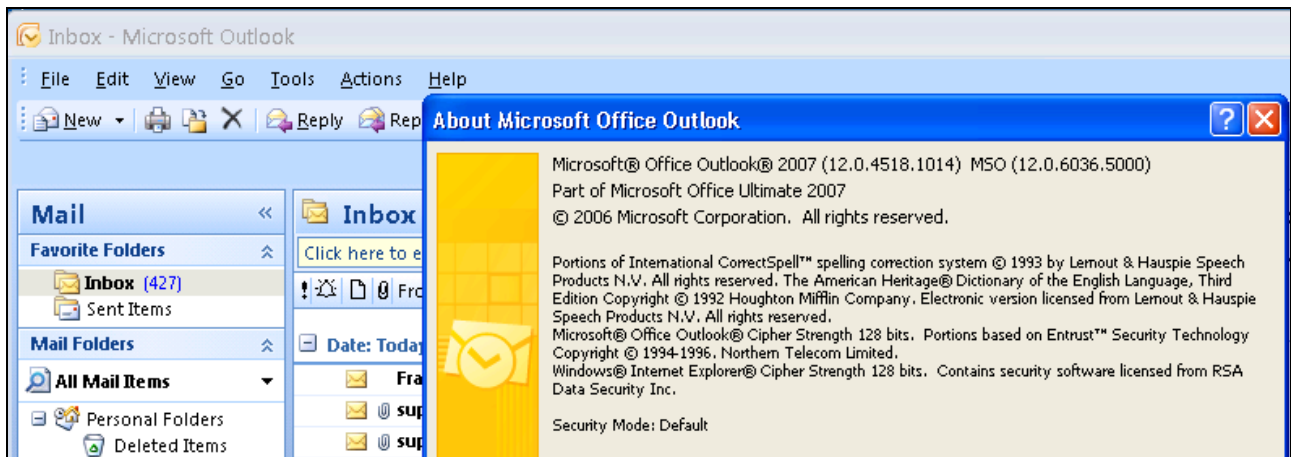 Inbox - Microsoft Outlook
File Edit View Go Tools Actions Help
New Reply Rep
About Microsoft Office Outlook
Microsoft® Office Outlook® 2007 (12.0.4518.1014) MSO (12.0.6036.5000)
Part of Microsoft Office Ultimate 2007
© 2006 Microsoft Corporation. All rights reserved.
Mail
Inbox
Favorite Folders
Click here to e
Inbox (427)
Fro
Sent Items
Mail Folders
Date: Today
All Mail Items
Fra
Personal Folders
sup
Deleted Items
sup
Portions of International CorrectSpell™ spelling correction system © 1993 by Lernout & Hauspie Speech
Products N.V. All rights reserved. The American Heritage® Dictionary of the English Language, Third
Edition Copyright © 1992 Houghton Mifflin Company. Electronic version licensed from Lernout & Hauspie
Speech Products N.V. All rights reserved.
Microsoft® Office Outlook® Cipher Strength 128 bits. Portions based on Entrust™ Security Technology
Copyright © 1994-1996, Northern Telecom Limited.
Windows® Internet Explorer® Cipher Strength 128 bits. Contains security software licensed from RSA
Data Security Inc.
Security Mode: Default